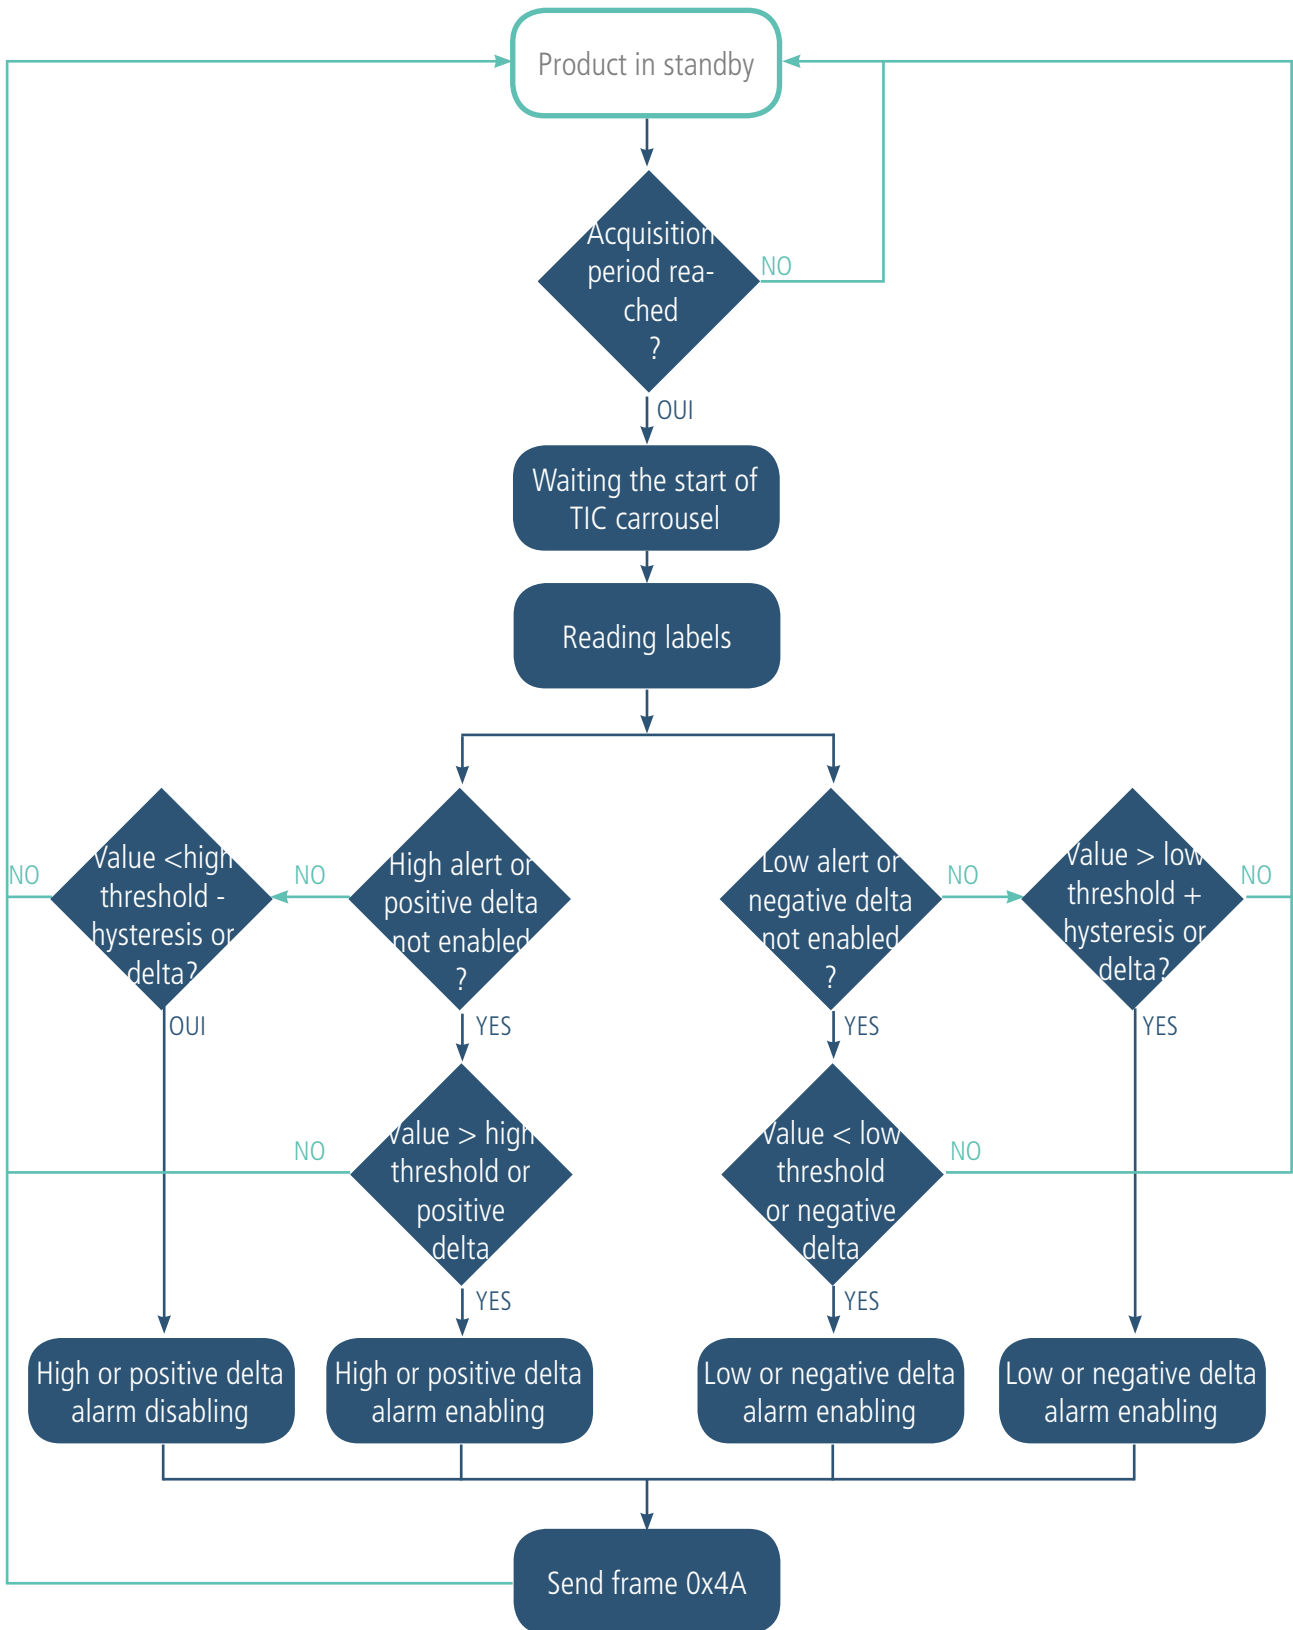 Product in standby
Acquisition
period rea-
ched
?
NO
OUI
Waiting the start of
TIC carrousel
Reading labels
Value <high
threshold -
hysteresis or
delta?
NO
OUI
High alert or
positive delta
not enabled
?
NO
YES
Low alert or
negative delta
not enabled
?
NO
YES
Value > low
threshold +
hysteresis or
delta?
NO
YES
Value > high
threshold or
positive
delta
NO
YES
Value < low
threshold
or negative
delta
NO
YES
High or positive delta
alarm disabling
High or positive delta
alarm enabling
Low or negative delta
alarm enabling
Low or negative delta
alarm enabling
Send frame 0x4A